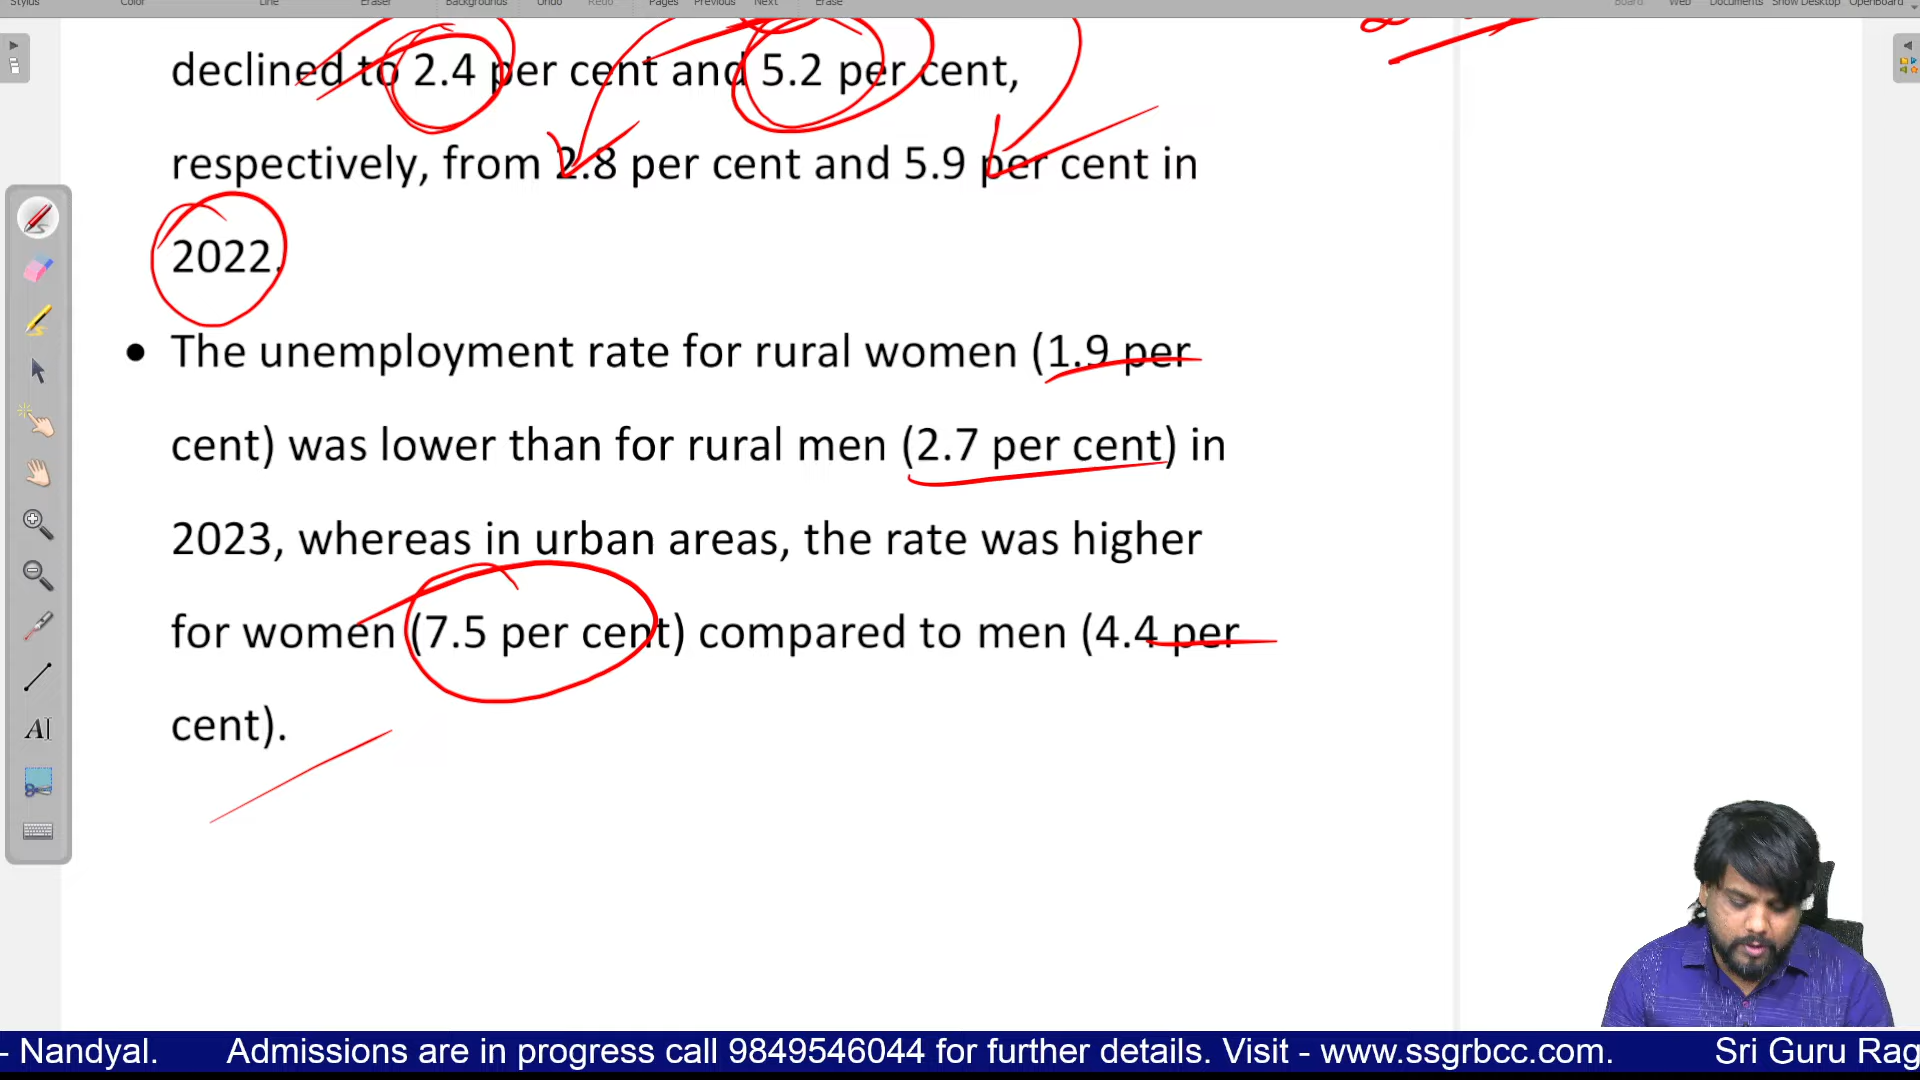 Stylus Color Line Eraser Backgrounds Undo Redo Pages Previous Next Erase Board Web Documents Show Desktop OpenBoard
declined to 2.4 per cent and 5.2 per cent,
respectively, from 2.8 per cent and 5.9 per cent in
2022.
• The unemployment rate for rural women (1.9 per
cent) was lower than for rural men (2.7 per cent) in
2023, whereas in urban areas, the rate was higher
for women (7.5 per cent) compared to men (4.4 per
cent).
AI
- Nandyal. Admissions are in progress call 9849546044 for further details. Visit - www.ssgrbcc.com. Sri Guru Rag